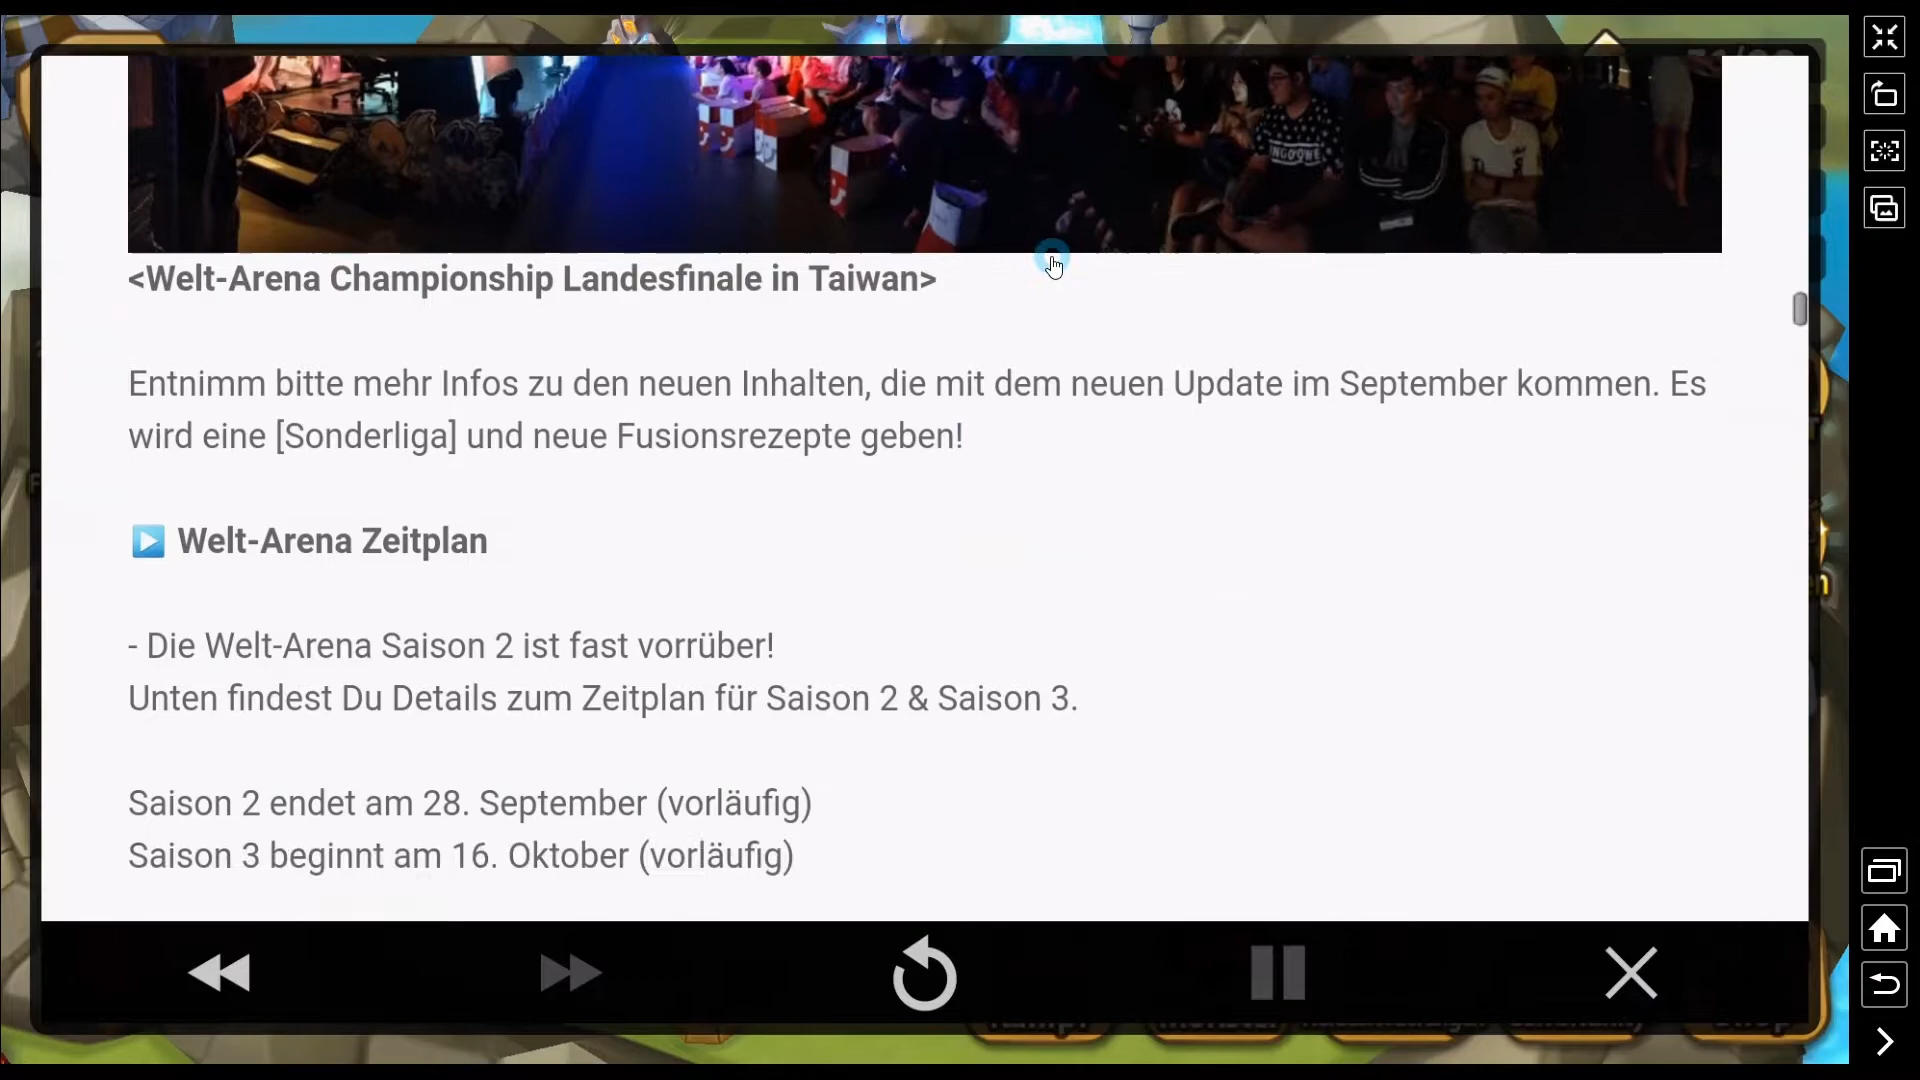 <Welt-Arena Championship Landesfinale in Taiwan>
Entnimm bitte mehr Infos zu den neuen Inhalten, die mit dem neuen Update im September kommen. Es
wird eine [Sonderliga] und neue Fusionsrezepte geben!
Welt-Arena Zeitplan
- Die Welt-Arena Saison 2 ist fast vorrüber!
Unten findest Du Details zum Zeitplan für Saison 2 & Saison 3.
Saison 2 endet am 28. September (vorläufig)
Saison 3 beginnt am 16. Oktober (vorläufig)